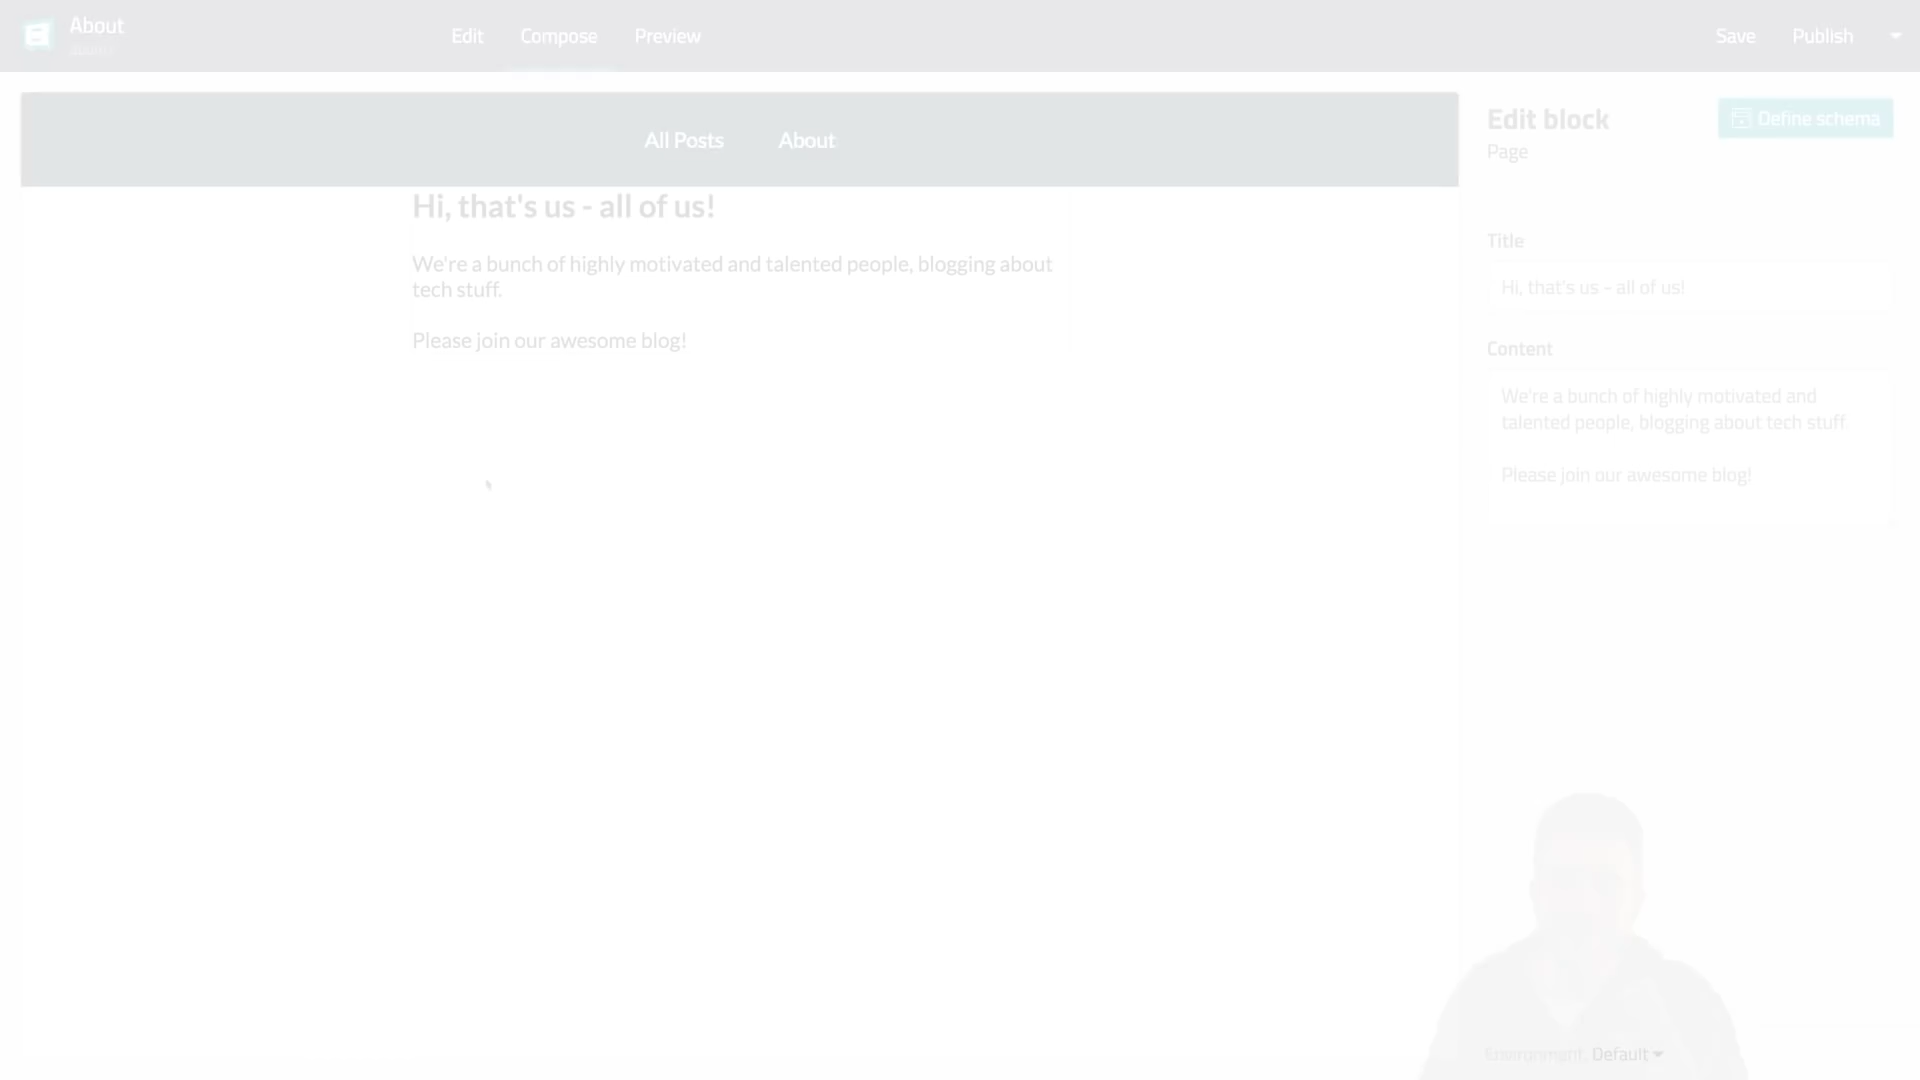 About
Edit
Compose
Preview
Save
Publish
All Posts
About
Hi, that's us - all of us!
We're a bunch of highly motivated and talented people, blogging about
tech stuff.
Please join our awesome blog!
Edit block
Define schema
Page
Title
Hi, that's us - all of us!
Content
We're a bunch of highly motivated and
talented people, blogging about tech stuff.
Please join our awesome blog!
Environment: Default